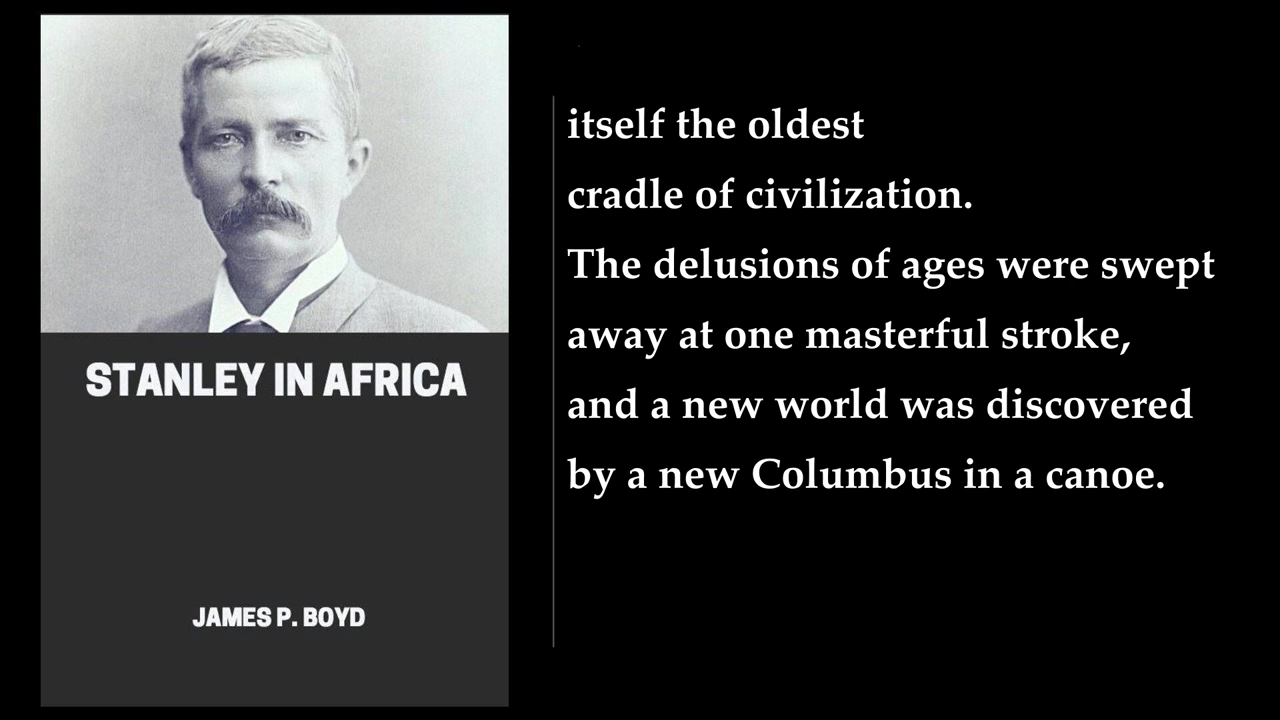 STANLEY IN AFRICA
JAMES P. BOYD
itself the oldest
cradle of civilization.
The delusions of ages were swept
away at one masterful stroke,
and a new world was discovered
by a new Columbus in a canoe.